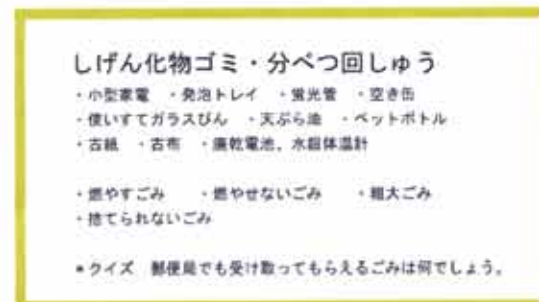 しげん化物ゴミ・分べつ回しゅう
・小型家電 ・発泡トレイ ・蛍光管 ・空き缶
・使いすてガラスびん ・天ぷら油 ・ペットボトル
・古紙 ・古布 ・廃乾電池、水銀体温計
・燃やすごみ ・燃やせないごみ ・粗大ごみ
・捨てられないごみ
*クイズ 郵便局でも受け取ってもらえるごみは何でしょう。